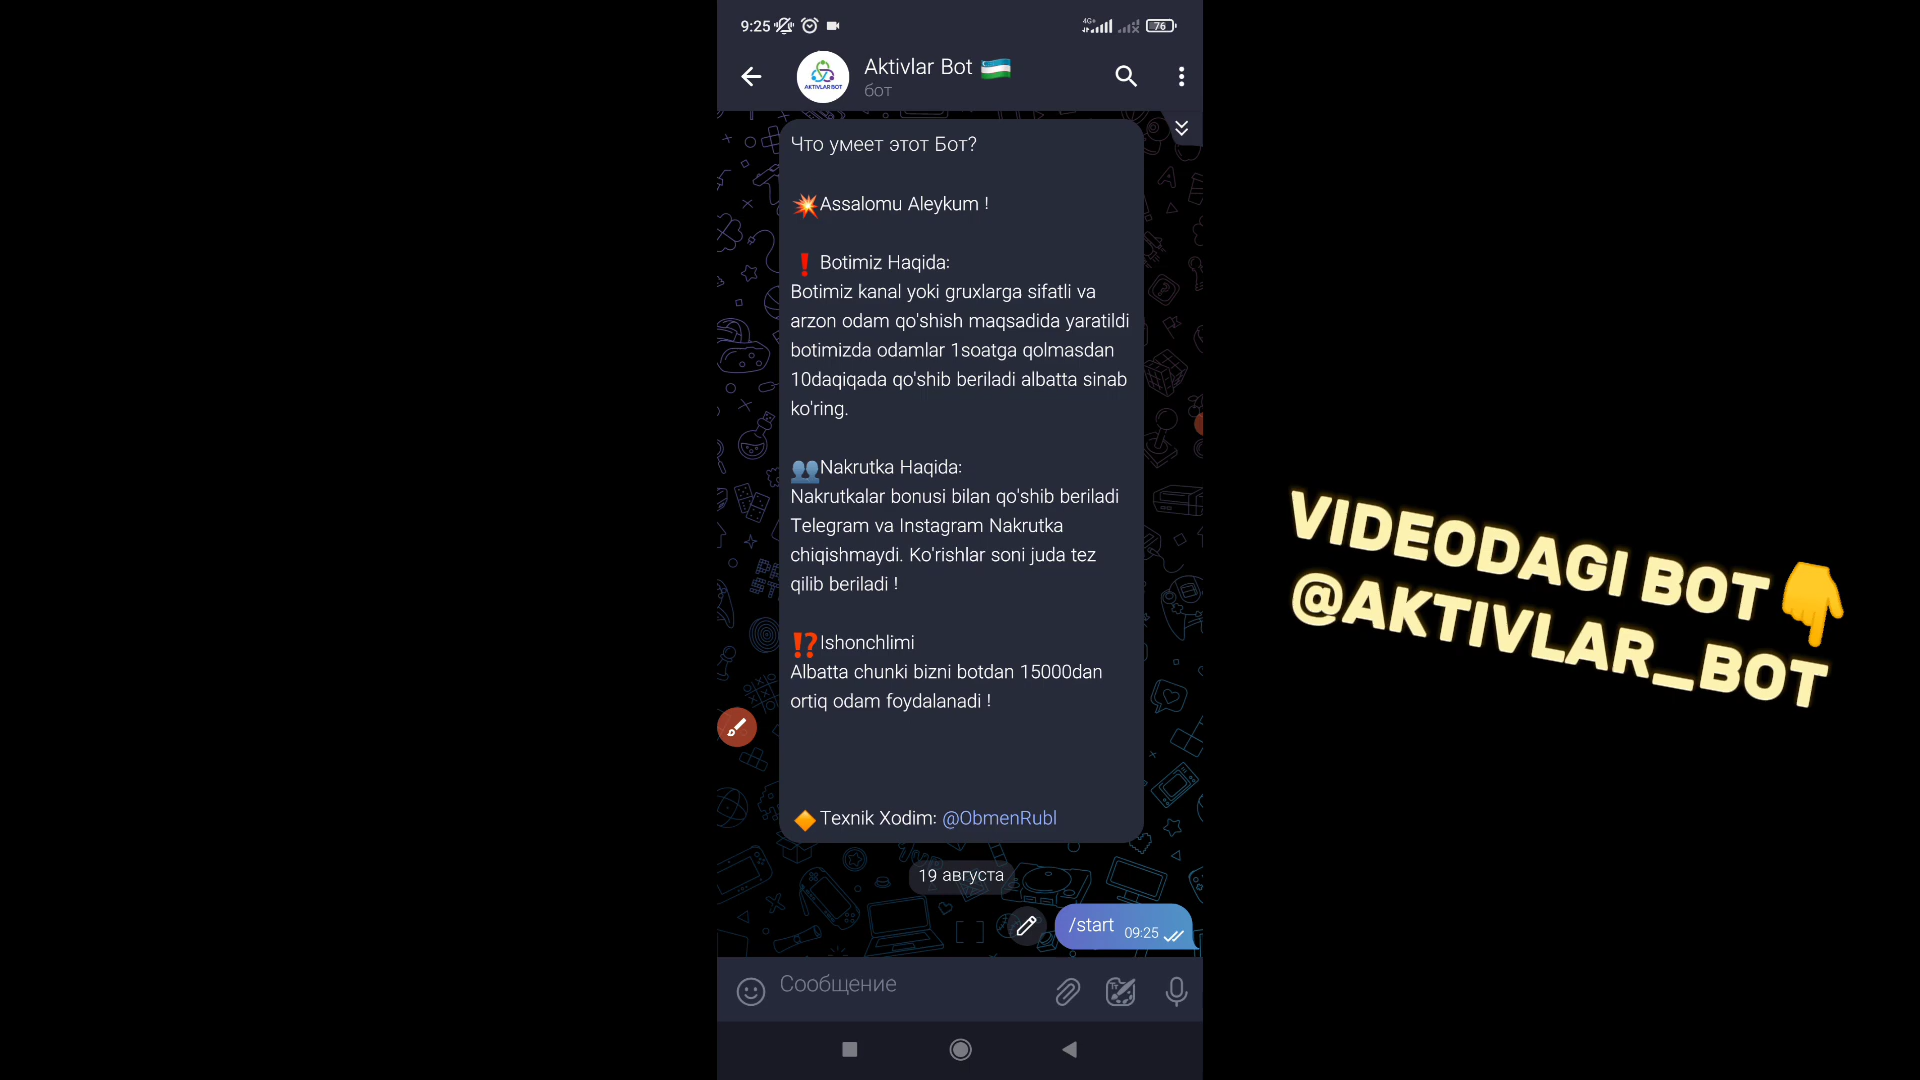 9:25
4G+
76
AKTIVLAR BOT
Aktivlar Bot 🇺🇿
бот
Что умеет этот Бот?
💥Assalomu Aleykum !
❗Botimiz Haqida:
Botimiz kanal yoki gruxlarga sifatli va
arzon odam qo'shish maqsadida yaratildi
botimizda odamlar 1soatga qolmasdan
10daqiqada qo'shib beriladi albatta sinab
ko'ring.
👥Nakrutka Haqida:
Nakrutkalar bonusi bilan qo'shib beriladi
Telegram va Instagram Nakrutka
chiqishmaydi. Ko'rishlar soni juda tez
qilib beriladi !
⁉️Ishonchlimi
Albatta chunki bizni botdan 15000dan
ortiq odam foydalanadi !
🔶Texnik Xodim: @ObmenRubl
19 августа
/start 09:25
Сообщение
VIDEODAGI BOT👇
@AKTIVLAR_BOT